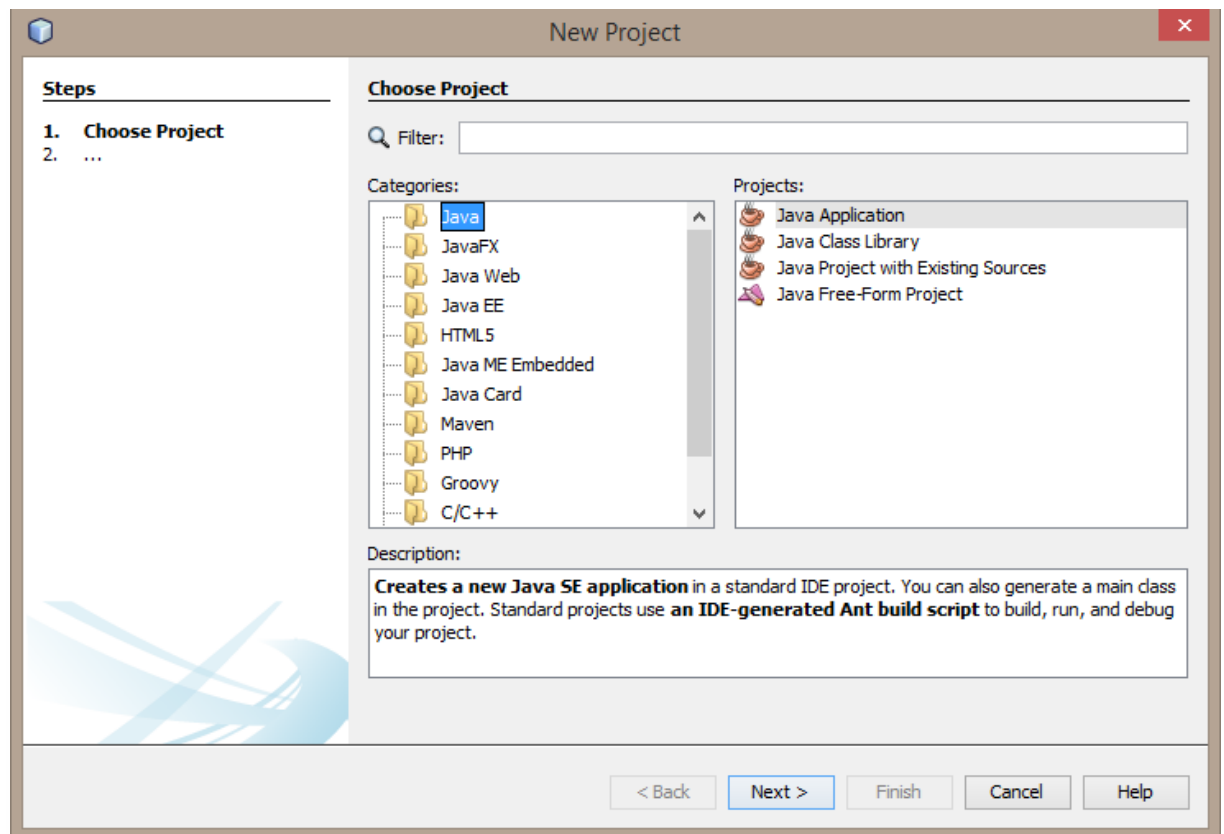 New Project
Steps
1. Choose Project
2. ...
Choose Project
Filter:
Categories:
Java
JavaFX
Java Web
Java EE
HTML5
Java ME Embedded
Java Card
Maven
PHP
Groovy
C/C++
Projects:
Java Application
Java Class Library
Java Project with Existing Sources
Java Free-Form Project
Description:
Creates a new Java SE application in a standard IDE project. You can also generate a main class
in the project. Standard projects use an IDE-generated Ant build script to build, run, and debug
your project.
< Back Next > Finish Cancel Help